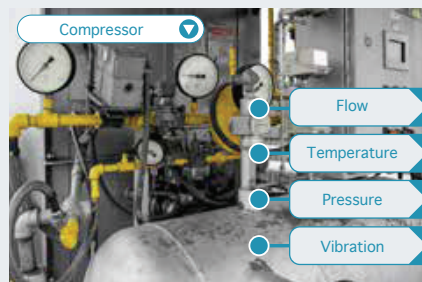 Compressor
Flow
Temperature
Pressure
Vibration